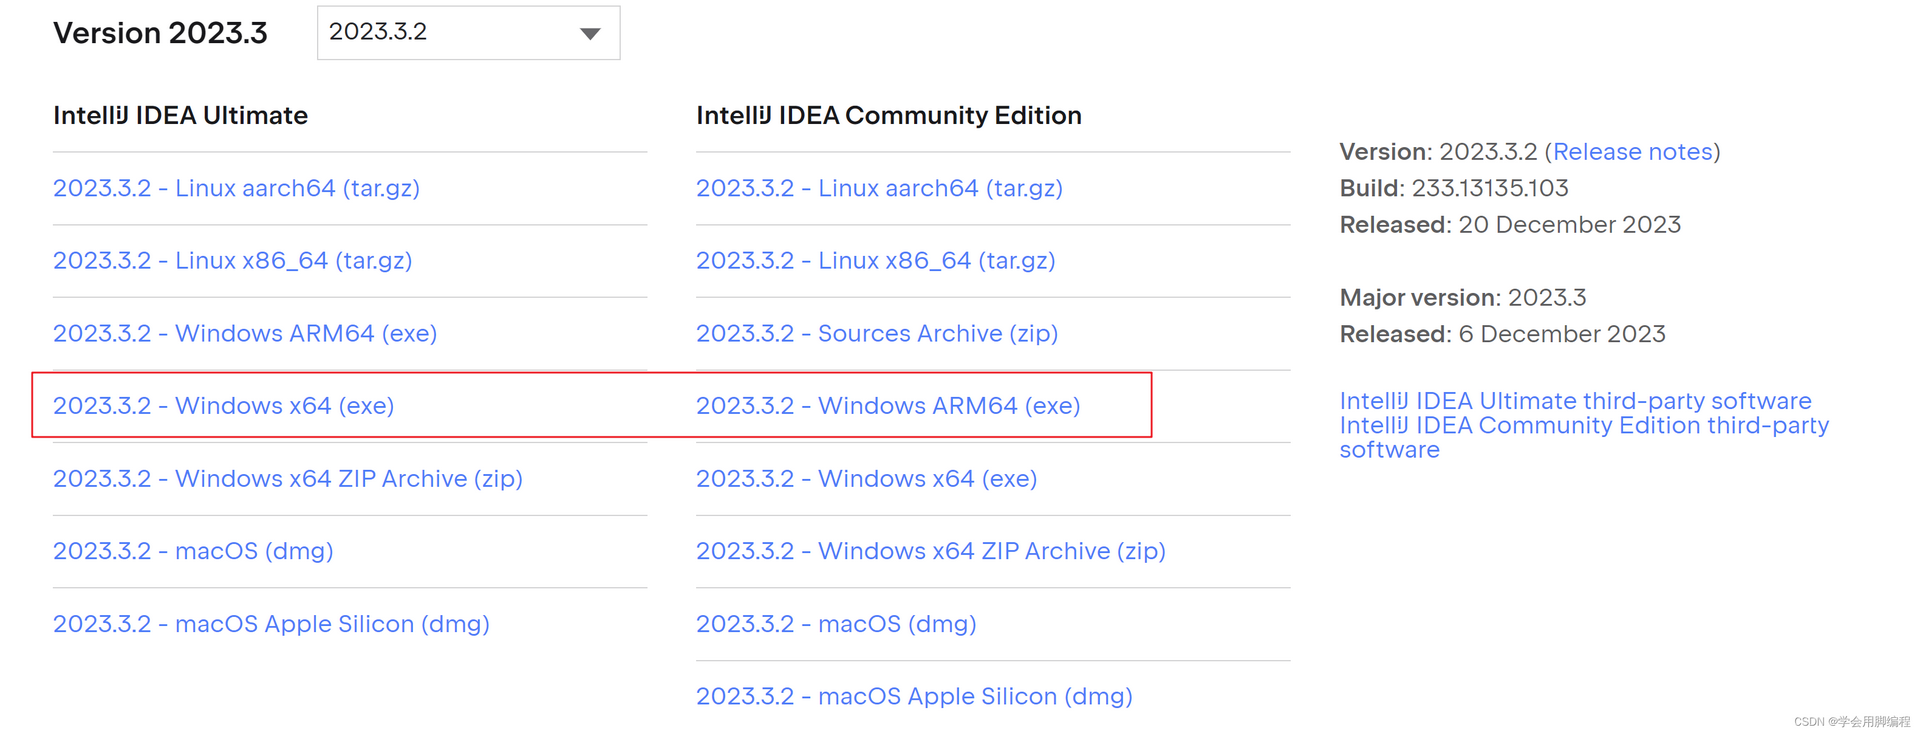 Version 2023.3
2023.3.2
IntelliJ IDEA Ultimate
2023.3.2 - Linux aarch64 (tar.gz)
2023.3.2 - Linux x86_64 (tar.gz)
2023.3.2 - Windows ARM64 (exe)
2023.3.2 - Windows x64 (exe)
2023.3.2 - Windows x64 ZIP Archive (zip)
2023.3.2 - macOS (dmg)
2023.3.2 - macOS Apple Silicon (dmg)
IntelliJ IDEA Community Edition
2023.3.2 - Linux aarch64 (tar.gz)
2023.3.2 - Linux x86_64 (tar.gz)
2023.3.2 - Sources Archive (zip)
2023.3.2 - Windows ARM64 (exe)
2023.3.2 - Windows x64 (exe)
2023.3.2 - Windows x64 ZIP Archive (zip)
2023.3.2 - macOS (dmg)
2023.3.2 - macOS Apple Silicon (dmg)
Version: 2023.3.2 (Release notes)
Build: 233.13135.103
Released: 20 December 2023
Major version: 2023.3
Released: 6 December 2023
IntelliJ IDEA Ultimate third-party software
IntelliJ IDEA Community Edition third-party
software
CSDN @学会用脚编程